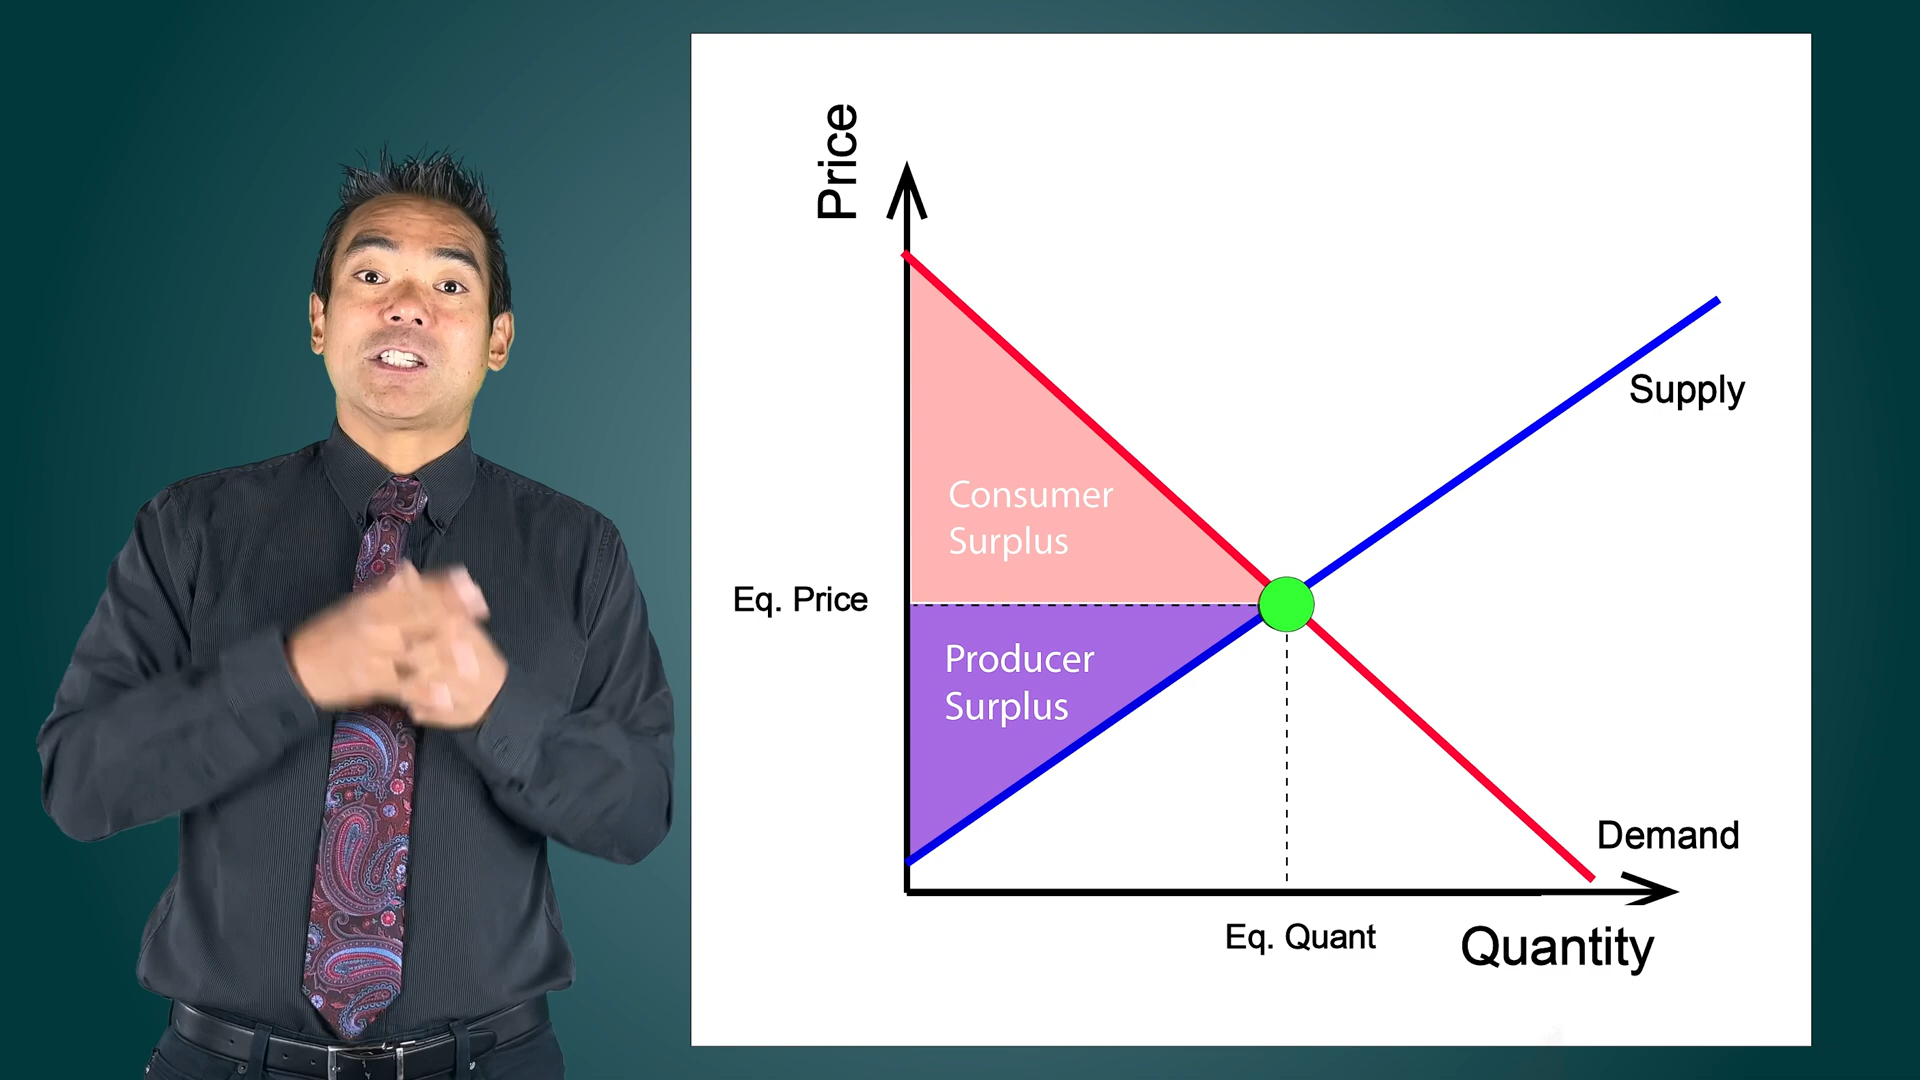 Price
Supply
Consumer
Surplus
Eq. Price
Producer
Surplus
Demand
Eq. Quant
Quantity